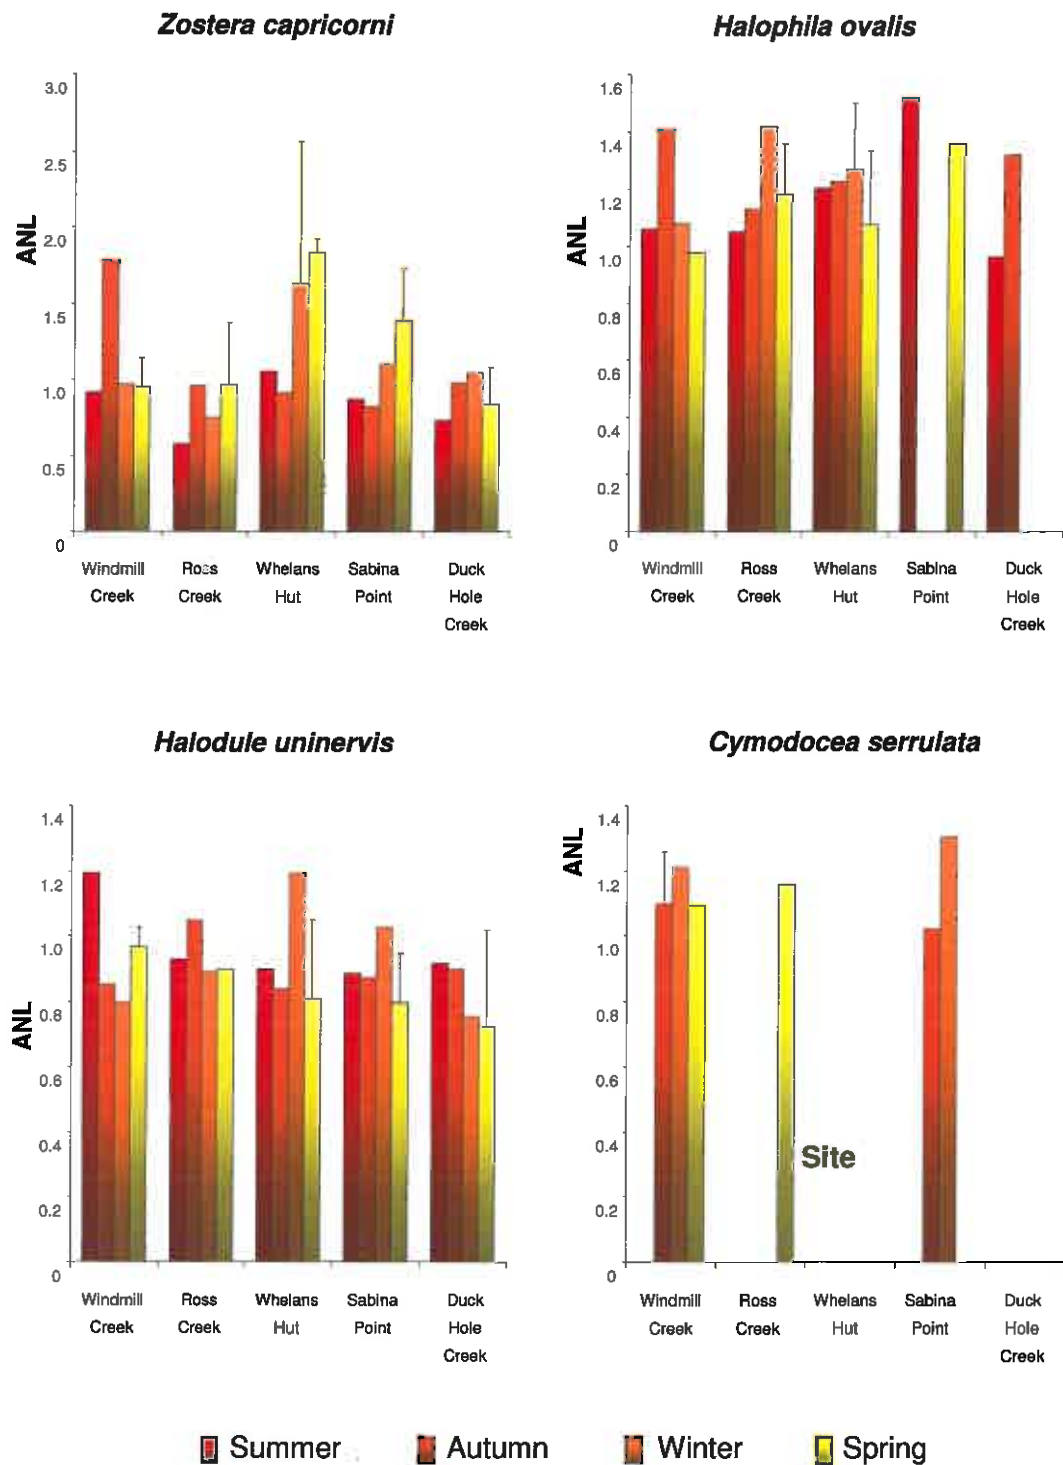 Zostera capricorni
ANL
3.0
2.5
2.0
1.5
1.0
0.5
0
Windmill Creek
Ross Creek
Whelans Hut
Sabina Point
Duck Hole Creek
Halophila ovalis
ANL
1.6
1.4
1.2
1.0
0.8
0.6
0.4
0.2
0
Windmill Creek
Ross Creek
Whelans Hut
Sabina Point
Duck Hole Creek
Halodule uninervis
ANL
1.4
1.2
1.0
0.8
0.6
0.4
0.2
0
Windmill Creek
Ross Creek
Whelans Hut
Sabina Point
Duck Hole Creek
Cymodocea serrulata
ANL
1.4
1.2
1.0
0.8
0.6
0.4
0.2
0
Site
Windmill Creek
Ross Creek
Whelans Hut
Sabina Point
Duck Hole Creek
Summer Autumn Winter Spring